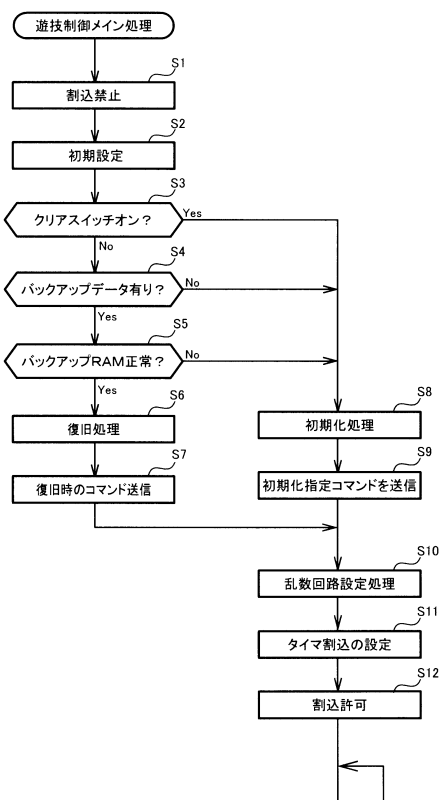 遊技制御メイン処理
S1
割込禁止
S2
初期設定
S3
クリアスイッチオン？
Yes
No
S4
バックアップデータ有り？
No
Yes
S5
バックアップRAM正常？
No
Yes
S6
復旧処理
S7
復旧時のコマンド送信
S8
初期化処理
S9
初期化指定コマンドを送信
S10
乱数回路設定処理
S11
タイマ割込の設定
S12
割込許可